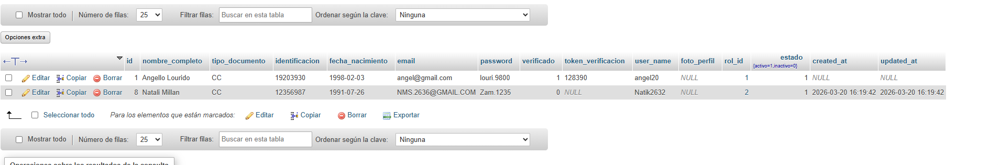 Mostrar todo Número de filas: 25 Filtrar filas: Buscar en esta tabla Ordenar según la clave: Ninguna
Opciones extra
id nombre_completo tipo_documento identificacion fecha_nacimiento email password verificado token_verificacion user_name foto_perfil rol_id estado {activo=1,inactivo=0} created_at updated_at
Editar Copiar Borrar 1 Angello Lourido CC 19203930 1998-02-03 angel@gmail.com louri.9800 1 128390 angel20 NULL 1 1 NULL NULL
Editar Copiar Borrar 8 Natali Millan CC 12356987 1991-07-26 NMS.2636@GMAIL.COM Zam.1235 0 NULL Natik2632 NULL 2 1 2026-03-20 16:19:42 2026-03-20 16:19:42
Seleccionar todo Para los elementos que están marcados: Editar Copiar Borrar Exportar
Mostrar todo Número de filas: 25 Filtrar filas: Buscar en esta tabla Ordenar según la clave: Ninguna
Operaciones sobre los resultados de la consulta